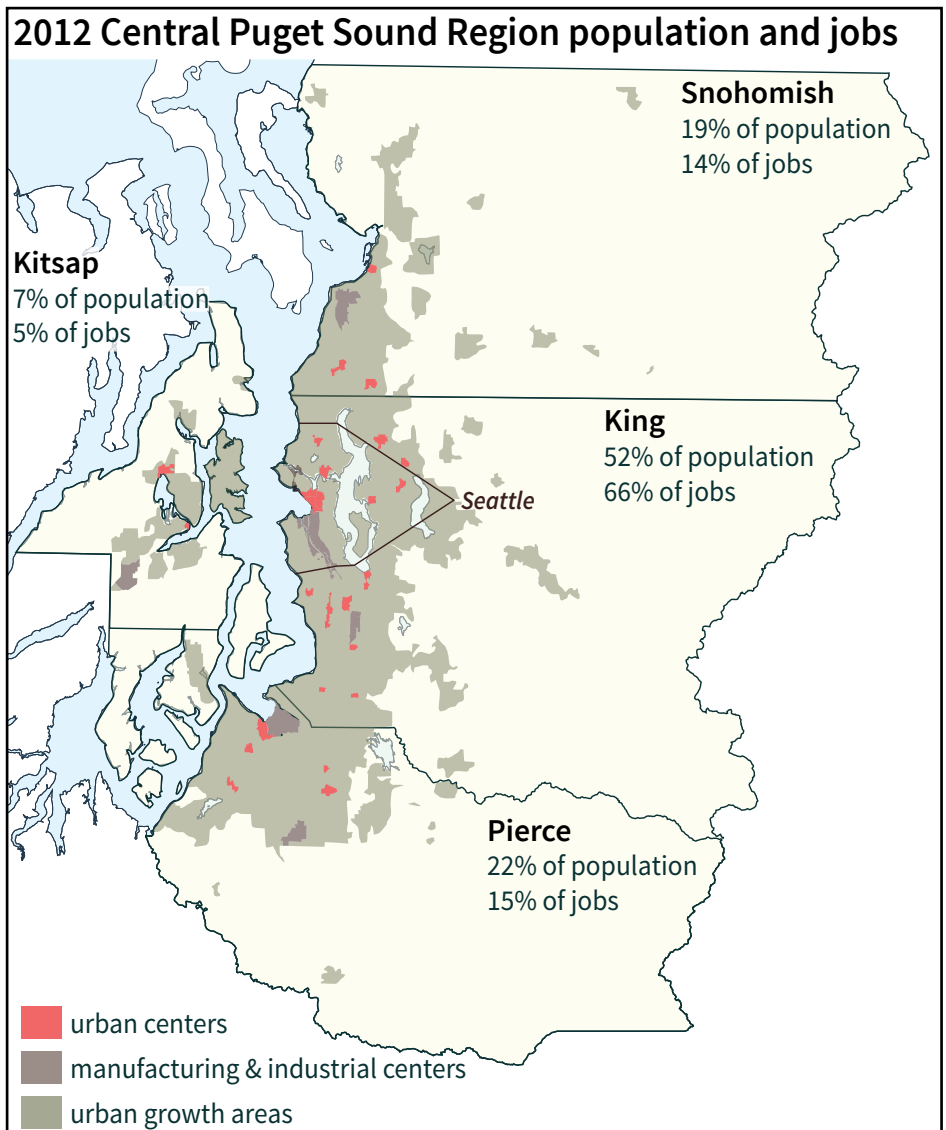 2012 Central Puget Sound Region population and jobs
Snohomish
19% of population
14% of jobs
Kitsap
7% of population
5% of jobs
King
52% of population
66% of jobs
Seattle
Pierce
22% of population
15% of jobs
urban centers
manufacturing & industrial centers
urban growth areas